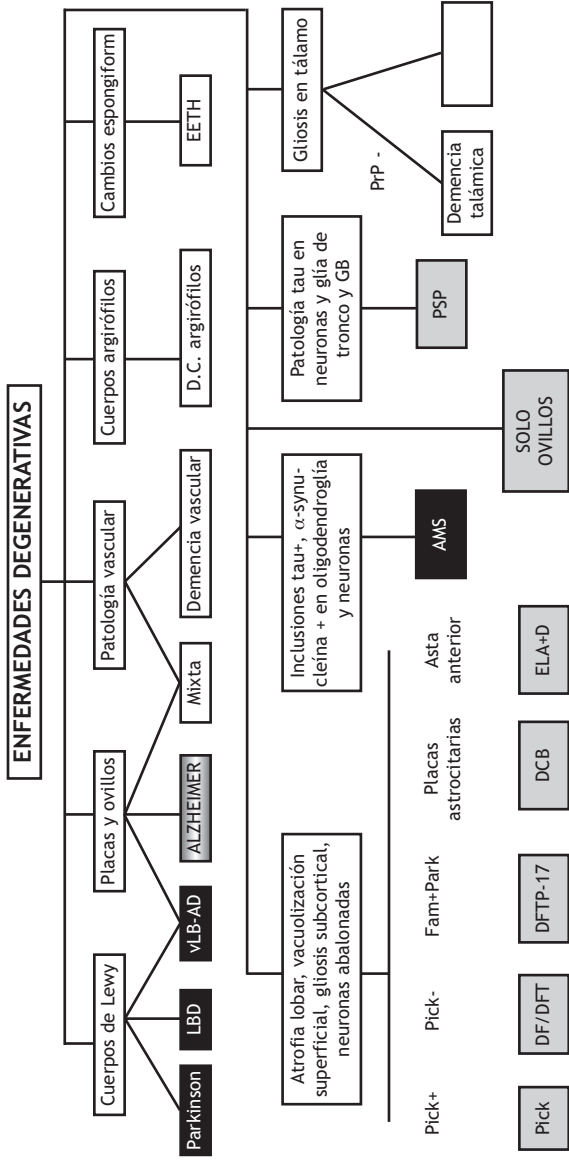 ENFERMEDADES DEGENERATIVAS
Cuerpos de Lewy
Placas y ovillos
Patología vascular
Cuerpos argirófilos
Cambios espongiform
Parkinson
LBD
vLB-AD
ALZHEIMER
Mixta
Demencia vascular
D.C. argirófilos
EETH
Atrofia lobar, vacuolización
superficial, gliosis subcortical,
neuronas abalonadas
Inclusiones tau+, α-synu-
cleína + en oligodendroglía
y neuronas
Patología tau en
neuronas y glía de
tronco y GB
Gliosis en tálamo
PrP -
Pick+
Pick-
Fam+Park
Placas
astrocitarias
Asta
anterior
AMS
PSP
Demencia
talámica
Pick
DF/DFT
DFTP-17
DCB
ELA+D
SOLO
OVILLOS